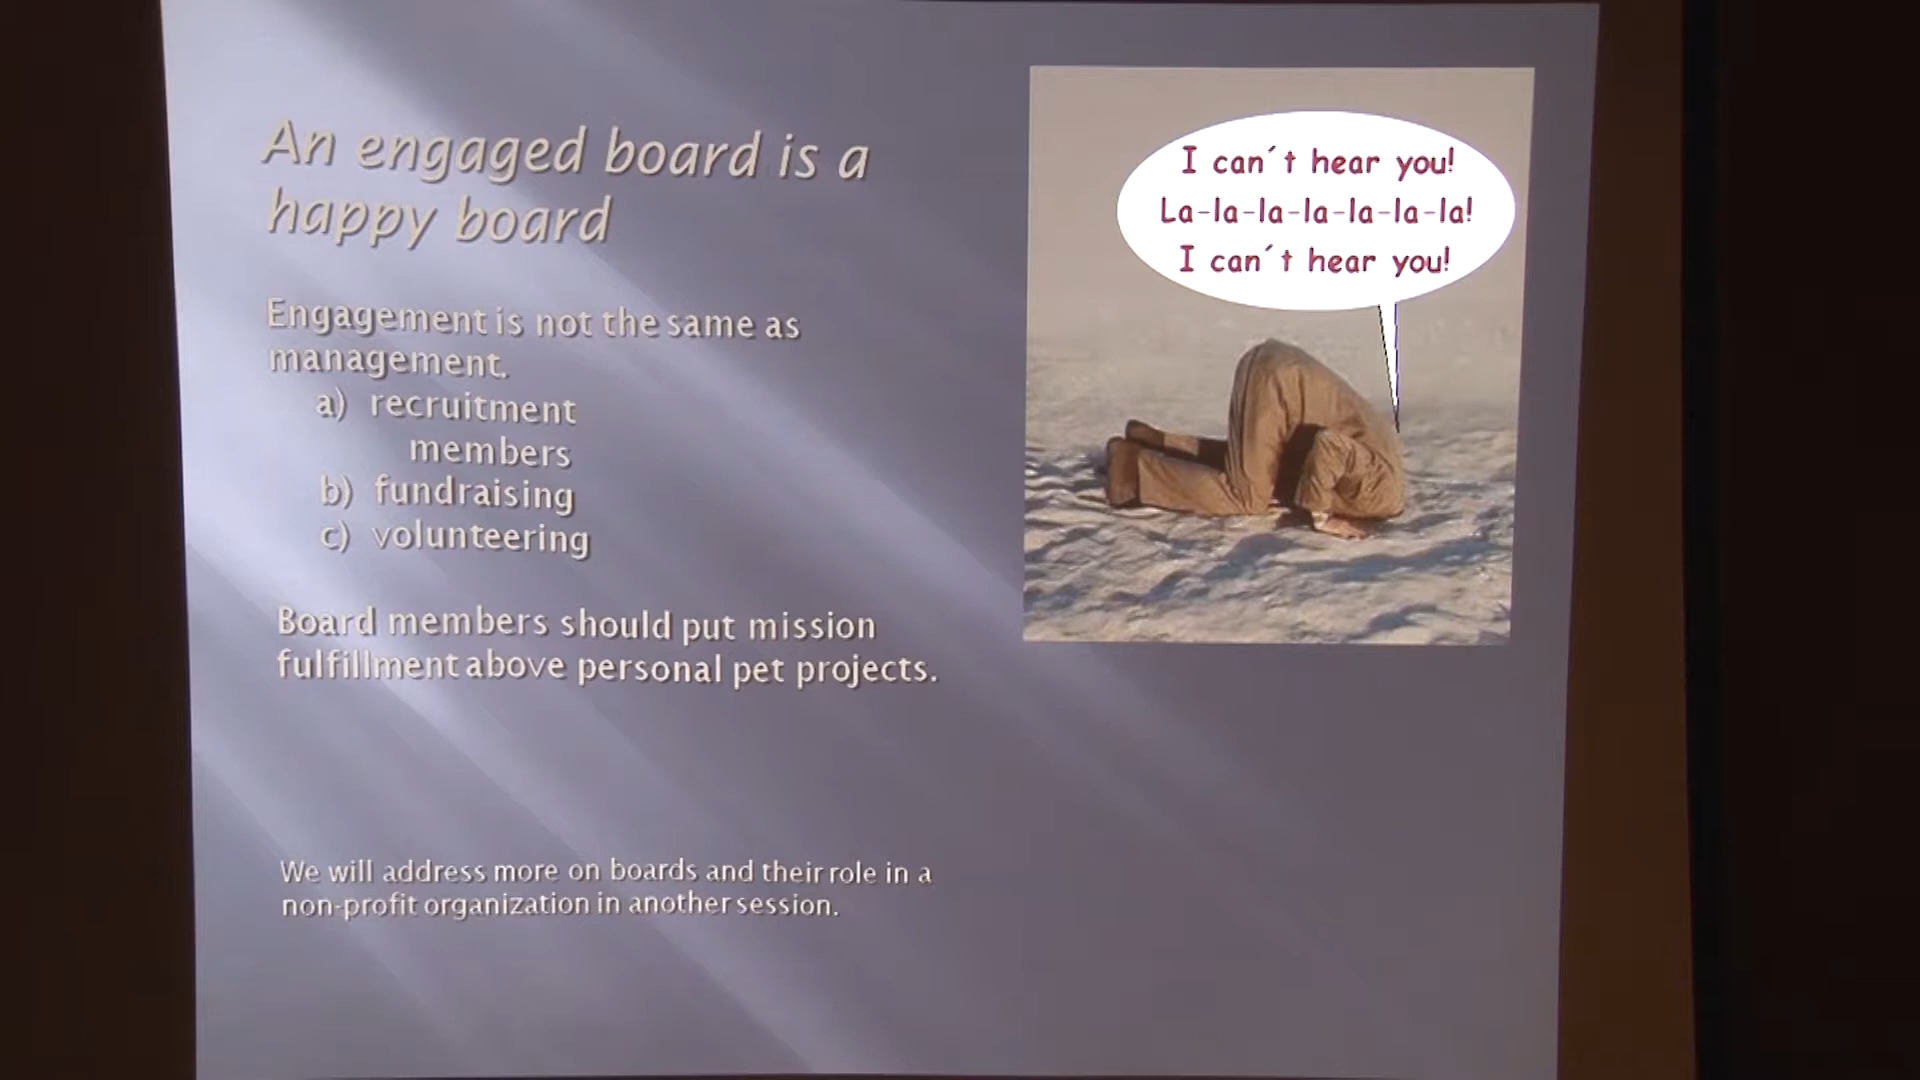 An engaged board is a
happy board
Engagement is not the same as
management.
a) recruitment
members
b) fundraising
c) volunteering
Board members should put mission
fulfillment above personal pet projects.
We will address more on boards and their role in a
non-profit organization in another session.
I can´t hear you!
La-la-la-la-la-la-la!
I can´t hear you!